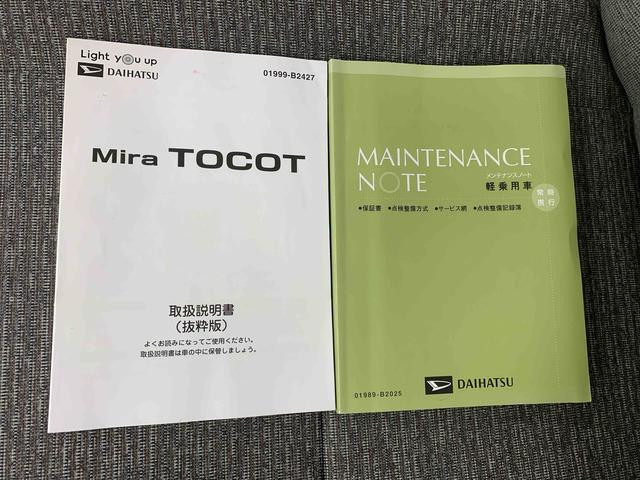 Light you up
DAIHATSU
01999-B2427
Mira TOCOT
取扱説明書
（抜粋版）
よくお読みになってご使用ください。
取扱説明書は車の中に保管しましょう。
MAINTENANCE
NOTE
メンテナンスノート
軽乗用車
常時
携行
●保証書 ●点検整備方式 ●サービス網 ●点検整備記録簿
DAIHATSU
01989-B2025